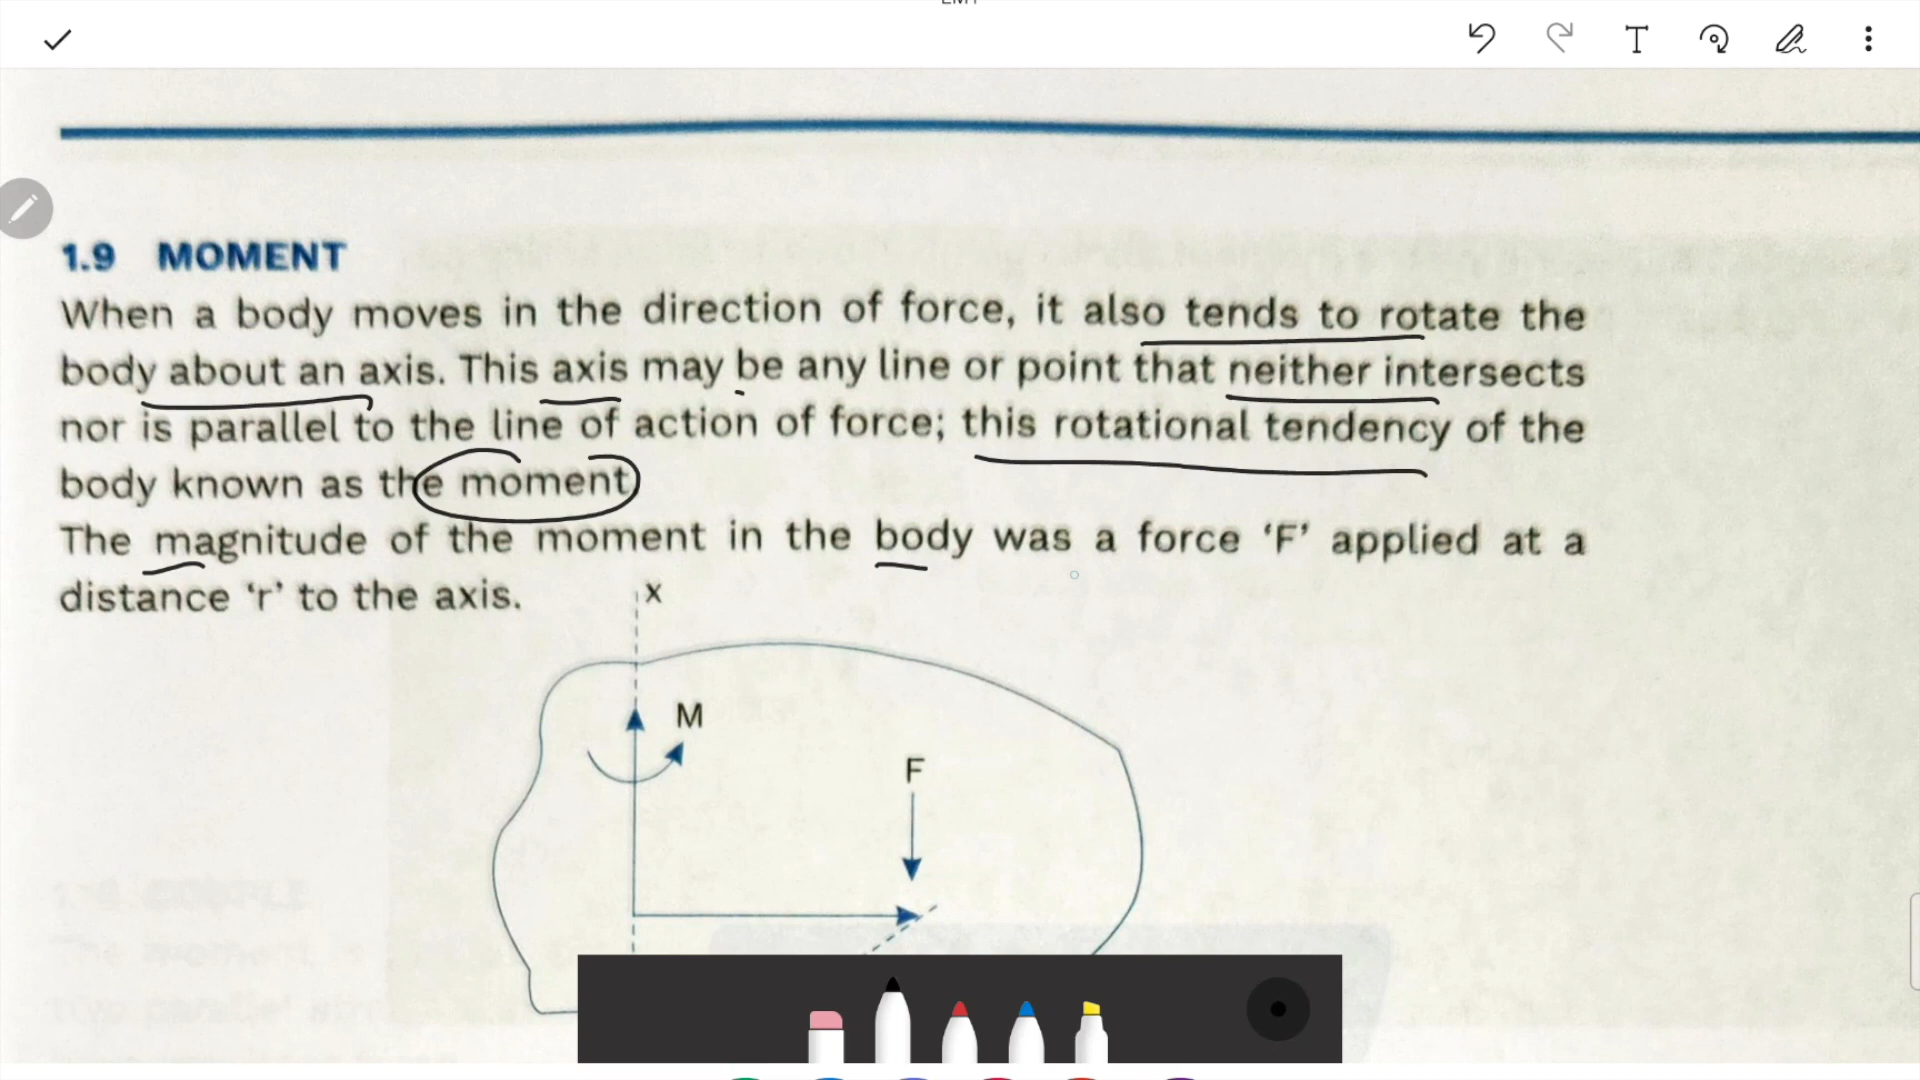 1.9 MOMENT
When a body moves in the direction of force, it also tends to rotate the
body about an axis. This axis may be any line or point that neither intersects
nor is parallel to the line of action of force; this rotational tendency of the
body known as the moment
The magnitude of the moment in the body was a force ‘F’ applied at a
distance ‘r’ to the axis.
x
M
F